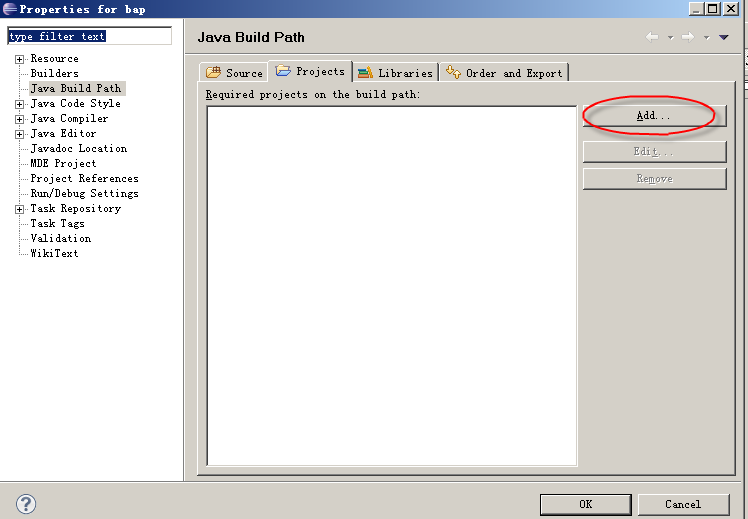 Properties for bap
type filter text
Resource
Builders
Java Build Path
Java Code Style
Java Compiler
Java Editor
Javadoc Location
MDE Project
Project References
Run/Debug Settings
Task Repository
Task Tags
Validation
WikiText
Java Build Path
Source Projects Libraries Order and Export
Required projects on the build path:
Add...
Edit...
Remove
OK Cancel